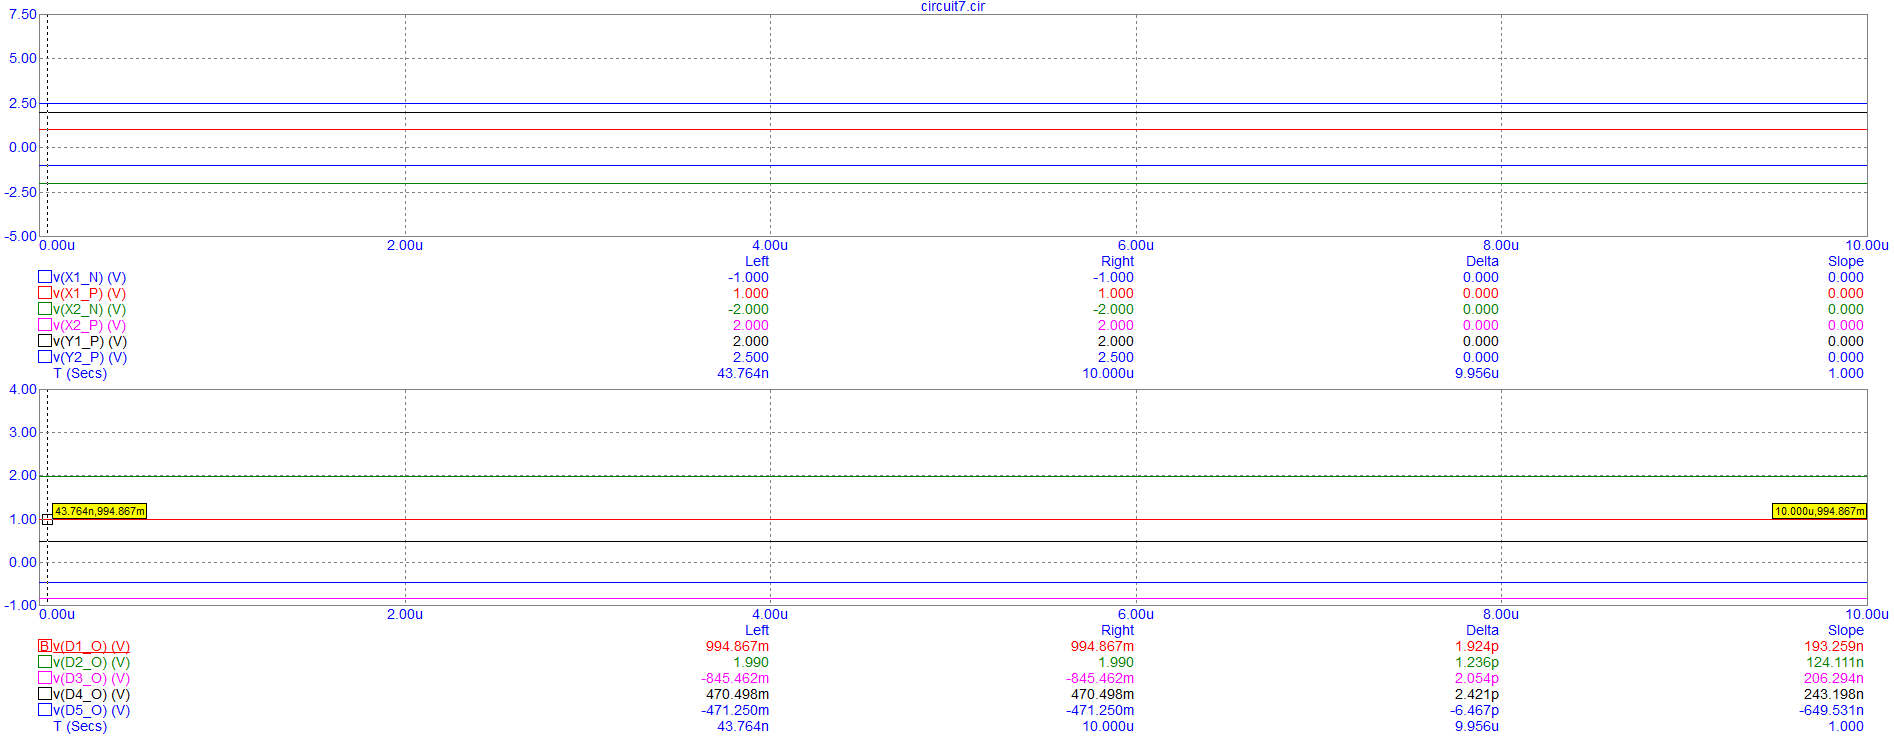 circuit7.cir
7.50
5.00
2.50
0.00
-2.50
-5.00
0.00u 2.00u 4.00u 6.00u 8.00u 10.00u
Left Right Delta Slope
v(X1_N) (V) -1.000 -1.000 0.000 0.000
v(X1_P) (V) 1.000 1.000 0.000 0.000
v(X2_N) (V) -2.000 -2.000 0.000 0.000
v(X2_P) (V) 2.000 2.000 0.000 0.000
v(Y1_P) (V) 2.000 2.000 0.000 0.000
v(Y2_P) (V) 2.500 2.500 0.000 0.000
T (Secs) 43.764n 10.000u 9.956u 1.000
4.00
3.00
2.00
43.764n,994.867m 10.000u,994.867m
1.00
0.00
-1.00
0.00u 2.00u 4.00u 6.00u 8.00u 10.00u
Left Right Delta Slope
B v(D1_O) (V) 994.867m 994.867m 1.924p 193.259n
v(D2_O) (V) 1.990 1.990 1.236p 124.111n
v(D3_O) (V) -845.462m -845.462m 2.054p 206.294n
v(D4_O) (V) 470.498m 470.498m 2.421p 243.198n
v(D5_O) (V) -471.250m -471.250m -6.467p -649.531n
T (Secs) 43.764n 10.000u 9.956u 1.000